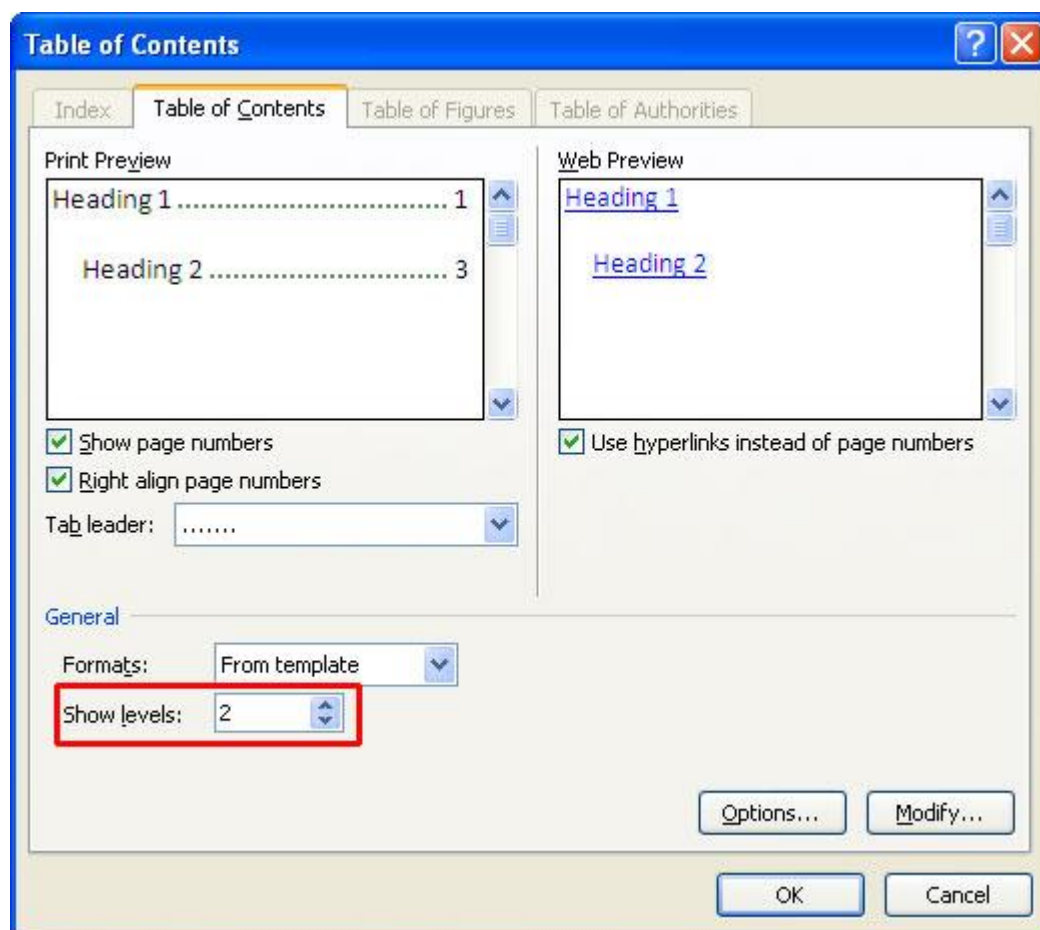 Table of Contents
Index Table of Contents Table of Figures Table of Authorities
Print Preview
Heading 1 ................................ 1
Heading 2 ............................ 3
Show page numbers
Right align page numbers
Tab leader: .......
Web Preview
Heading 1
Heading 2
Use hyperlinks instead of page numbers
General
Formats: From template
Show levels: 2
Options... Modify...
OK Cancel